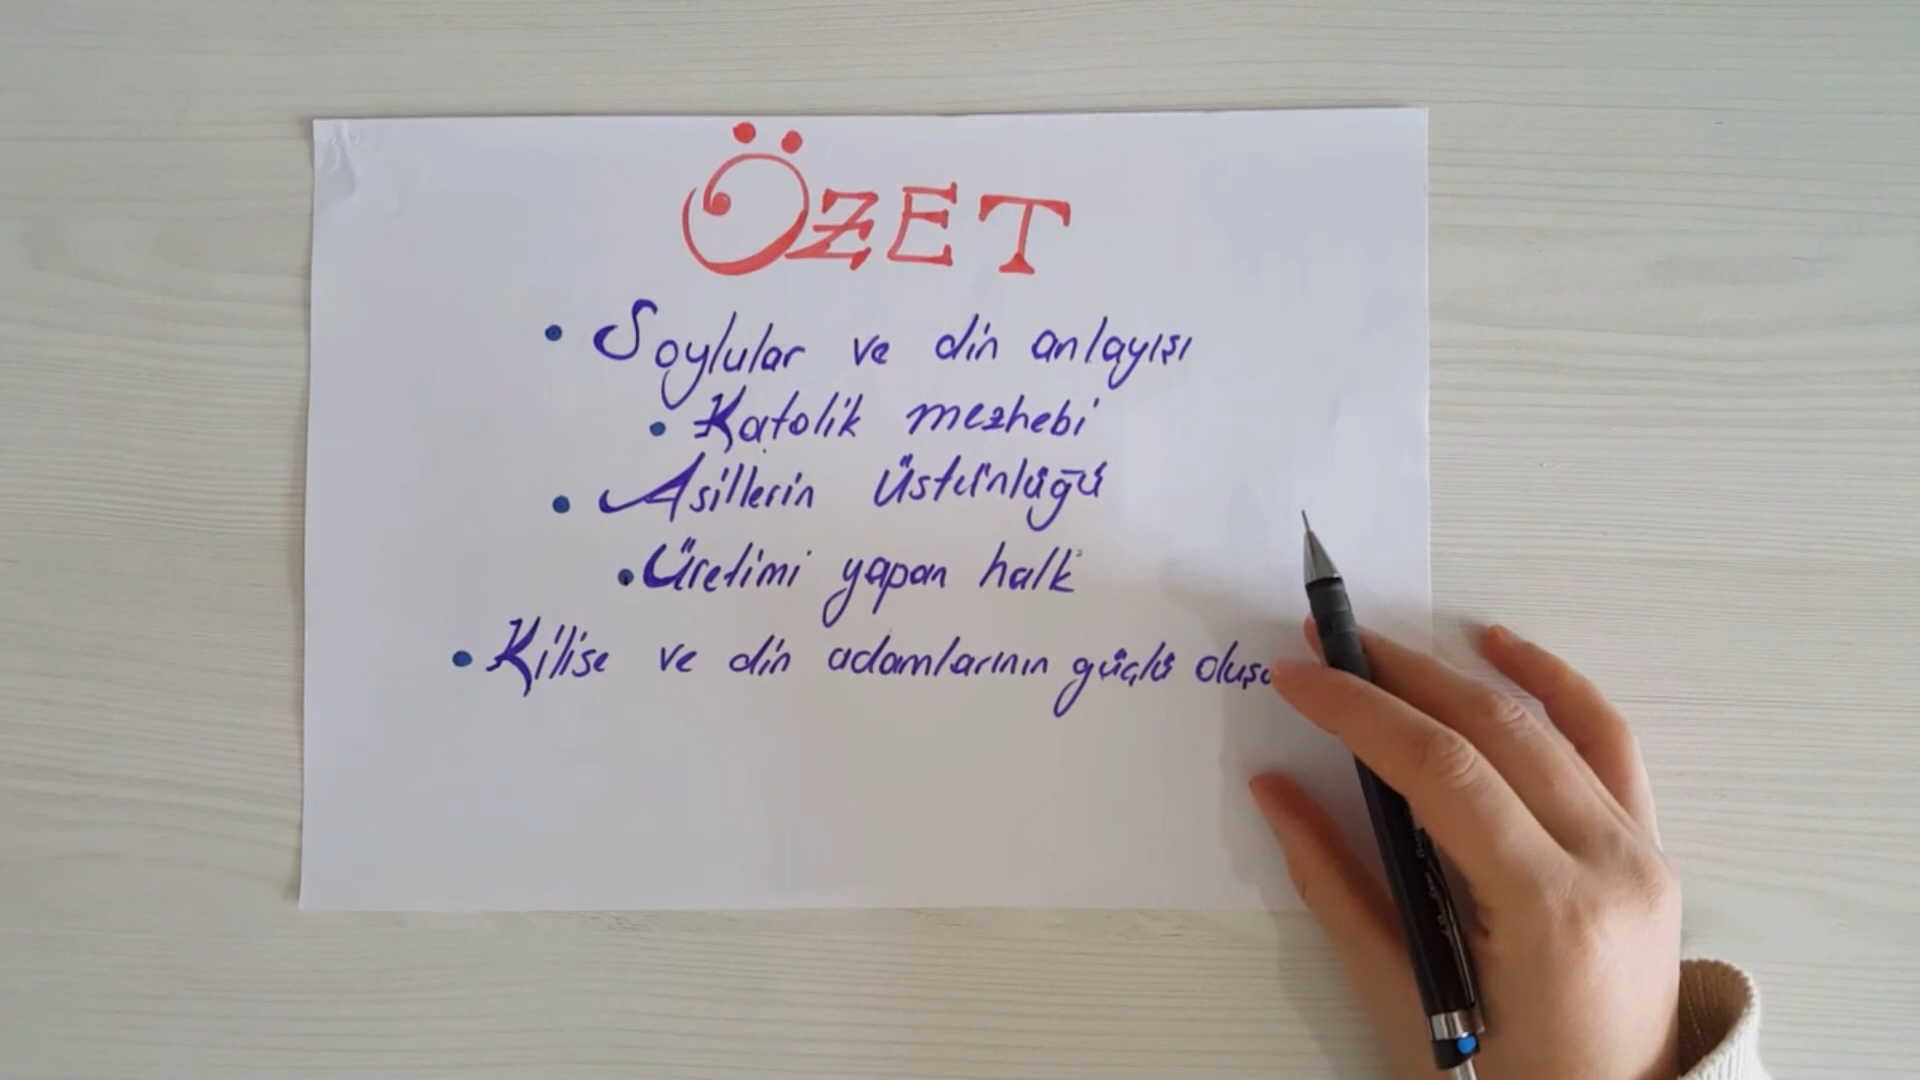 ÖZET
• Soylular ve din anlayışı
• Katolik mezhebi
• Asillerin üstünlüğü
• Üretimi yapan halk
• Kilise ve din adamlarının güçlü